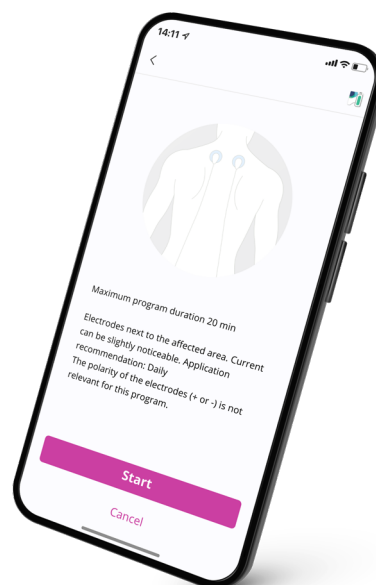 14:11
Maximum program duration 20 min
Electrodes next to the affected area. Current
can be slightly noticeable. Application
recommendation: Daily
The polarity of the electrodes (+ or -) is not
relevant for this program.
Start
Cancel